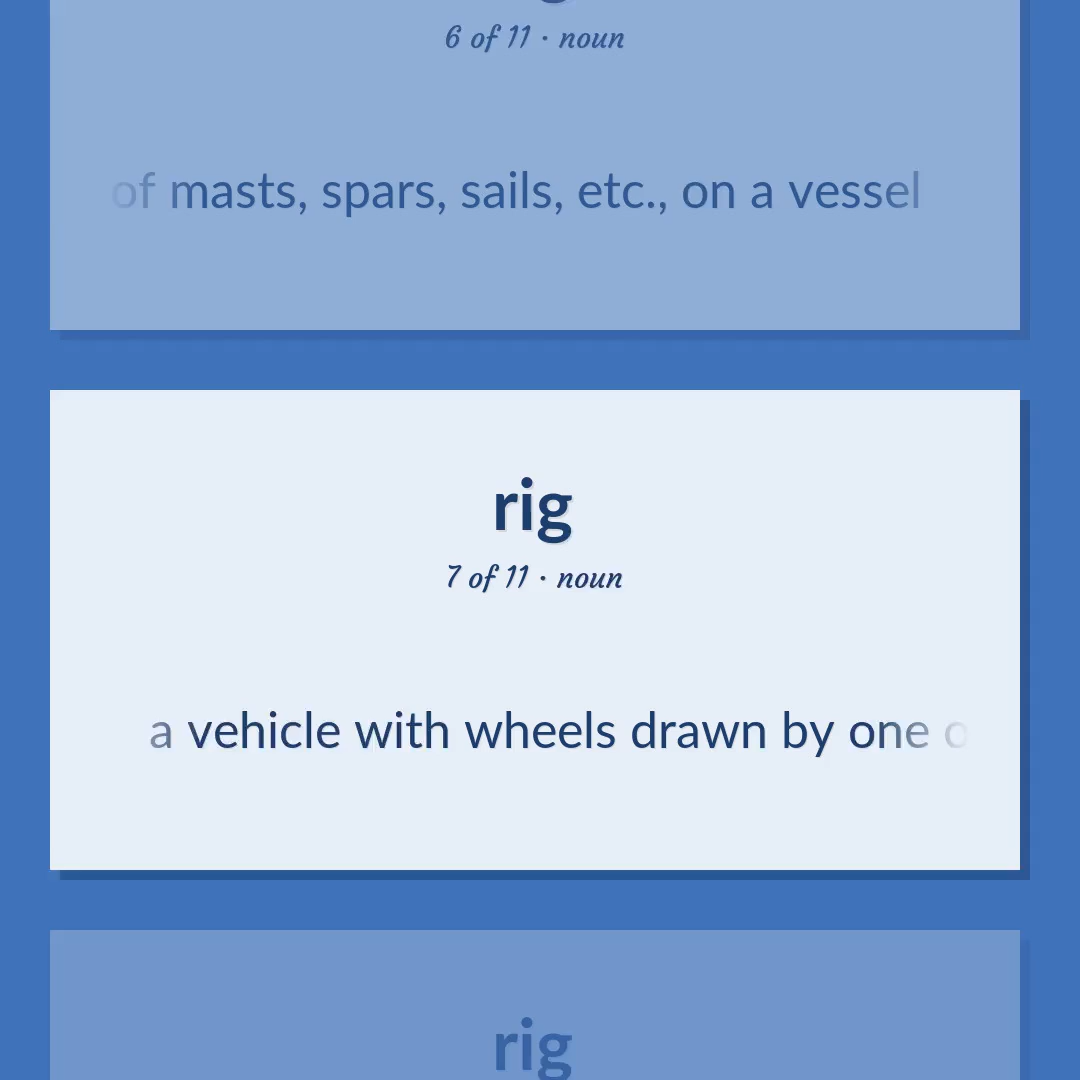 6 of 11 · noun
of masts, spars, sails, etc., on a vessel
rig
7 of 11 · noun
a vehicle with wheels drawn by one
rig